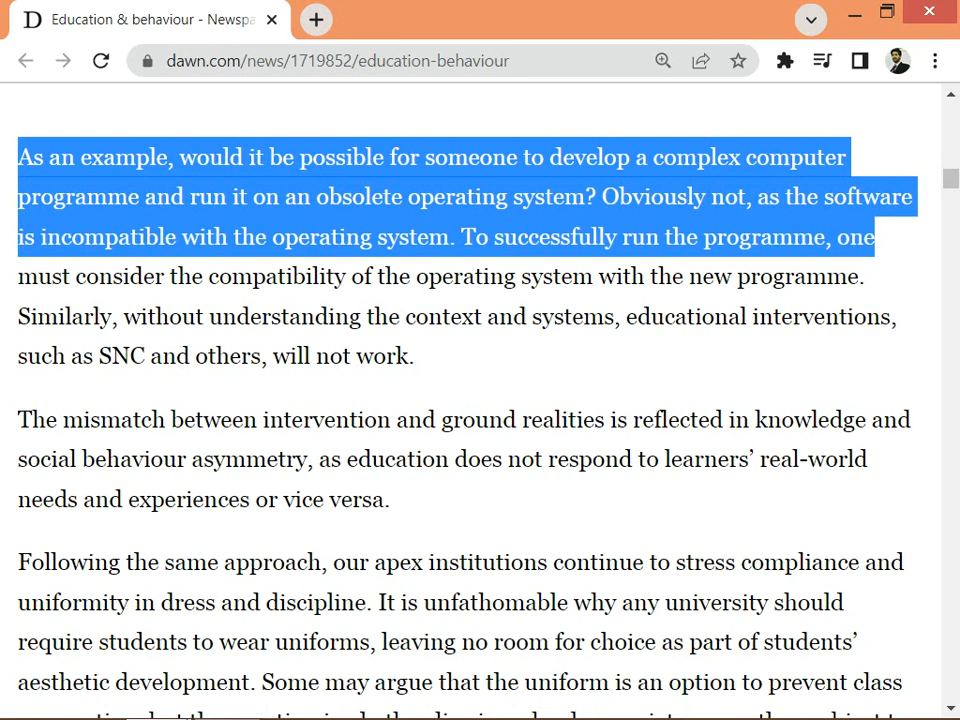 D Education & behaviour - Newspa
dawn.com/news/1719852/education-behaviour
As an example, would it be possible for someone to develop a complex computer
programme and run it on an obsolete operating system? Obviously not, as the software
is incompatible with the operating system. To successfully run the programme, one
must consider the compatibility of the operating system with the new programme.
Similarly, without understanding the context and systems, educational interventions,
such as SNC and others, will not work.
The mismatch between intervention and ground realities is reflected in knowledge and
social behaviour asymmetry, as education does not respond to learners’ real-world
needs and experiences or vice versa.
Following the same approach, our apex institutions continue to stress compliance and
uniformity in dress and discipline. It is unfathomable why any university should
require students to wear uniforms, leaving no room for choice as part of students’
aesthetic development. Some may argue that the uniform is an option to prevent class